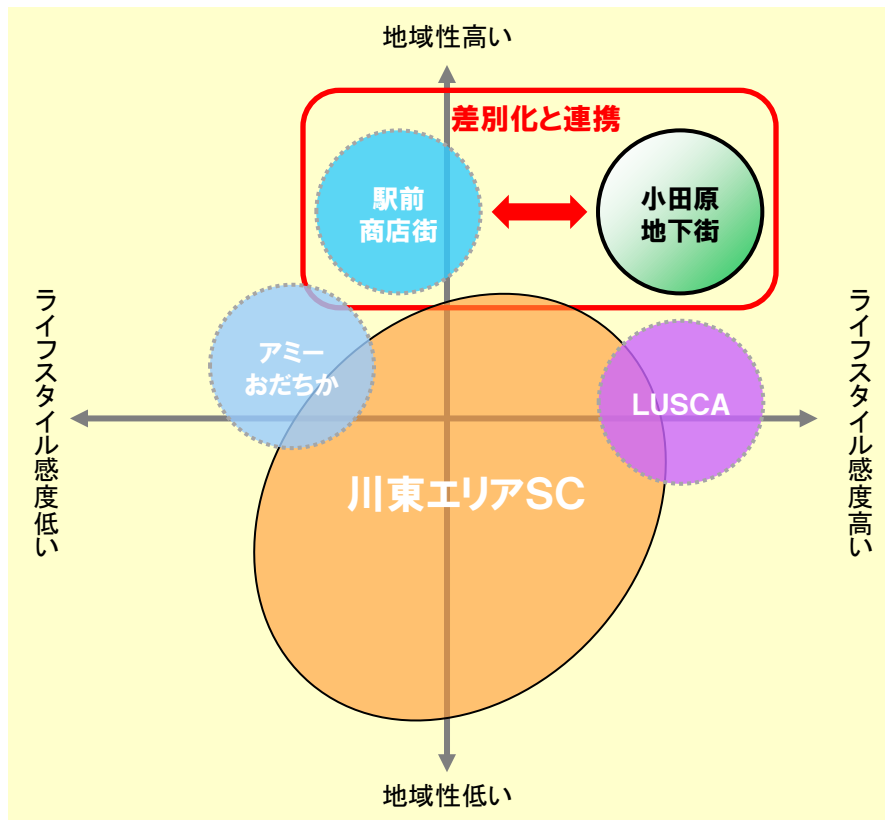 地域性高い
差別化と連携
駅前
商店街
小田原
地下街
ライフスタイル感度低い
ライフスタイル感度高い
アミー
おだちか
LUSCA
川東エリアSC
地域性低い